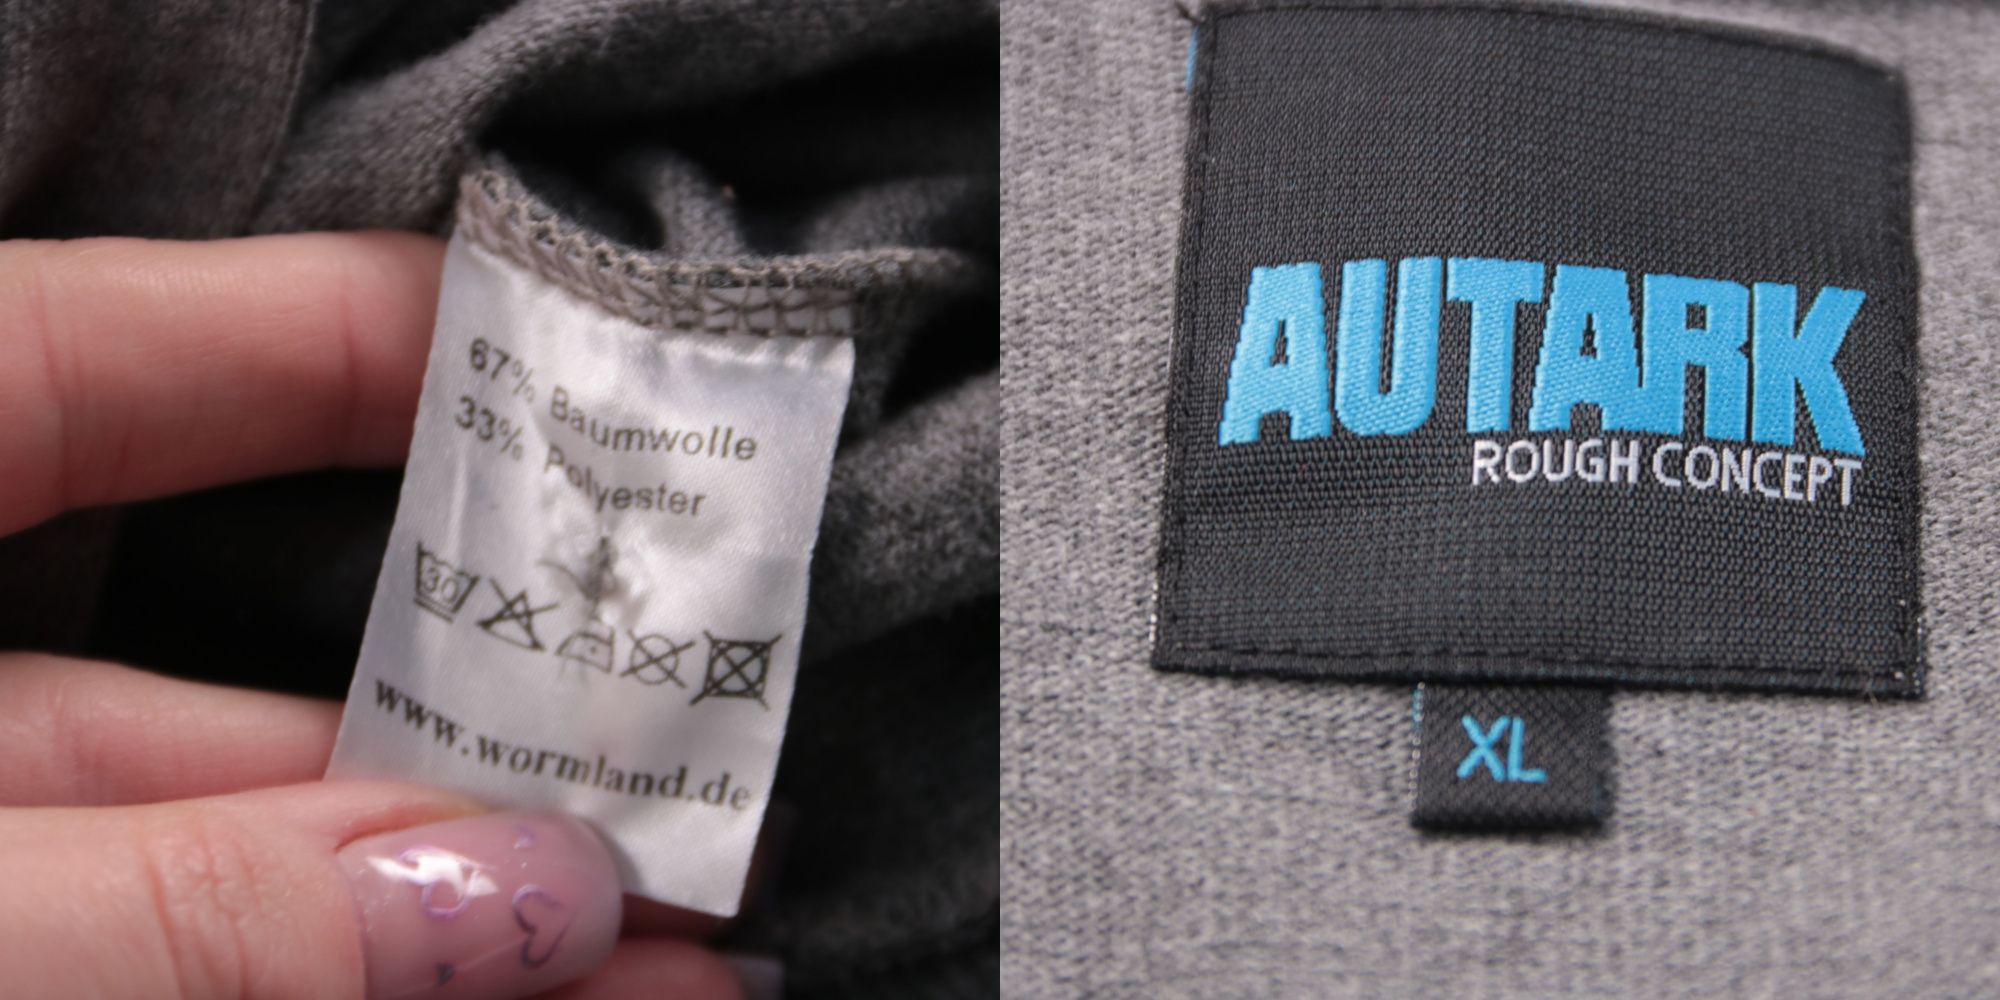 67% Baumwolle
33% Polyester
30
www.wormland.de
AUTARK
ROUGH CONCEPT
XL